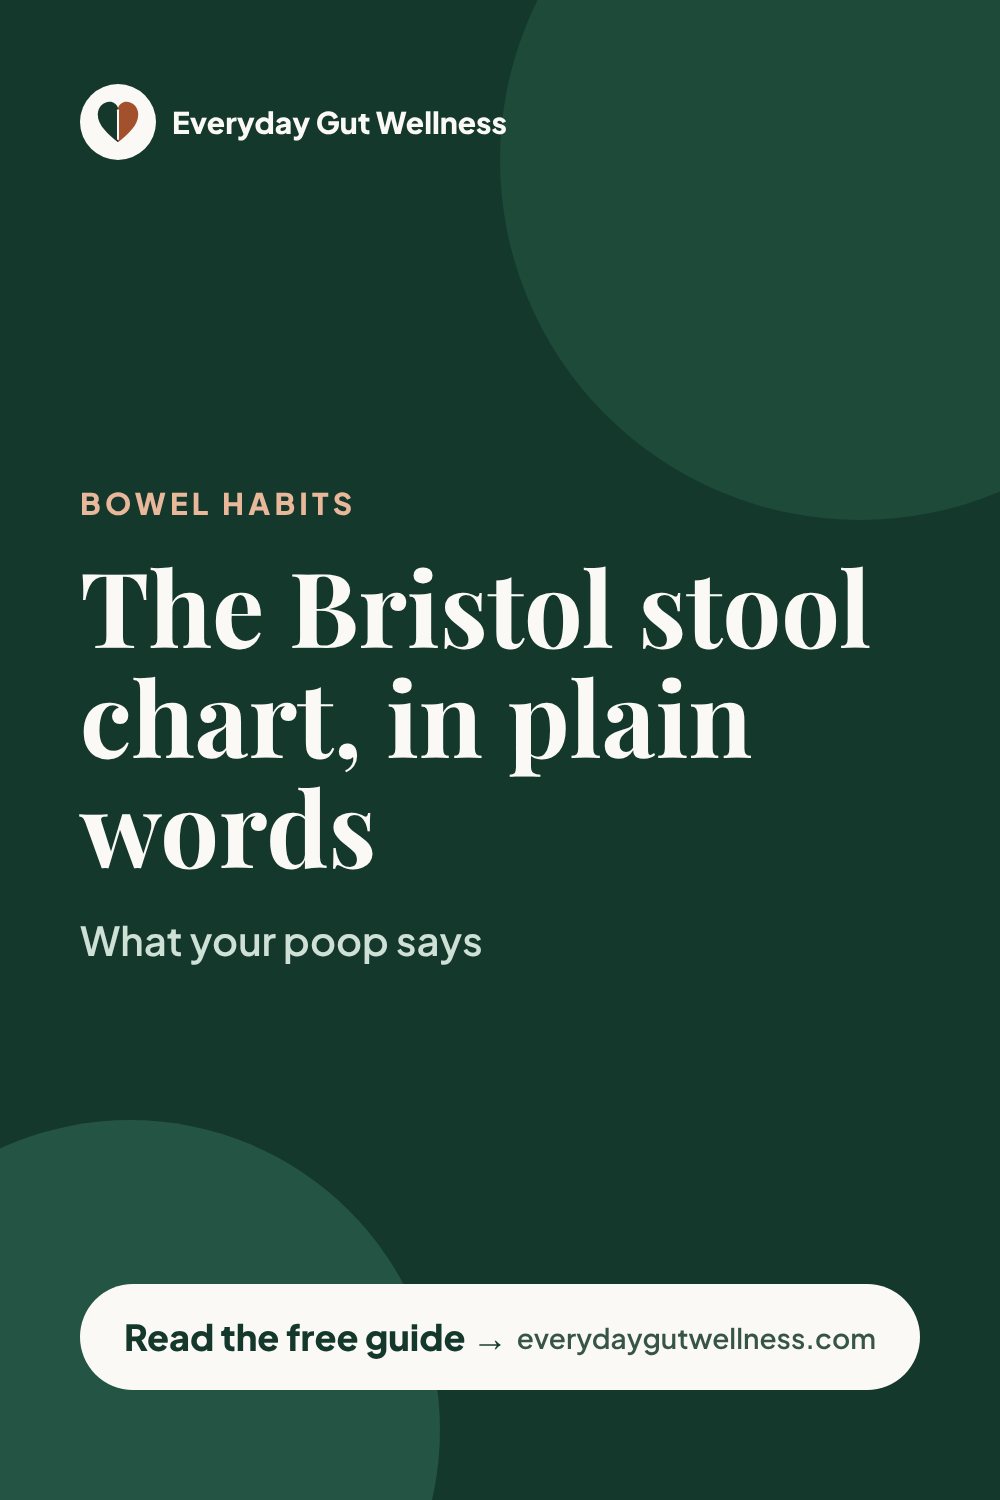 Everyday Gut Wellness
BOWEL HABITS
The Bristol stool
chart, in plain
words
What your poop says
Read the free guide → everydaygutwellness.com